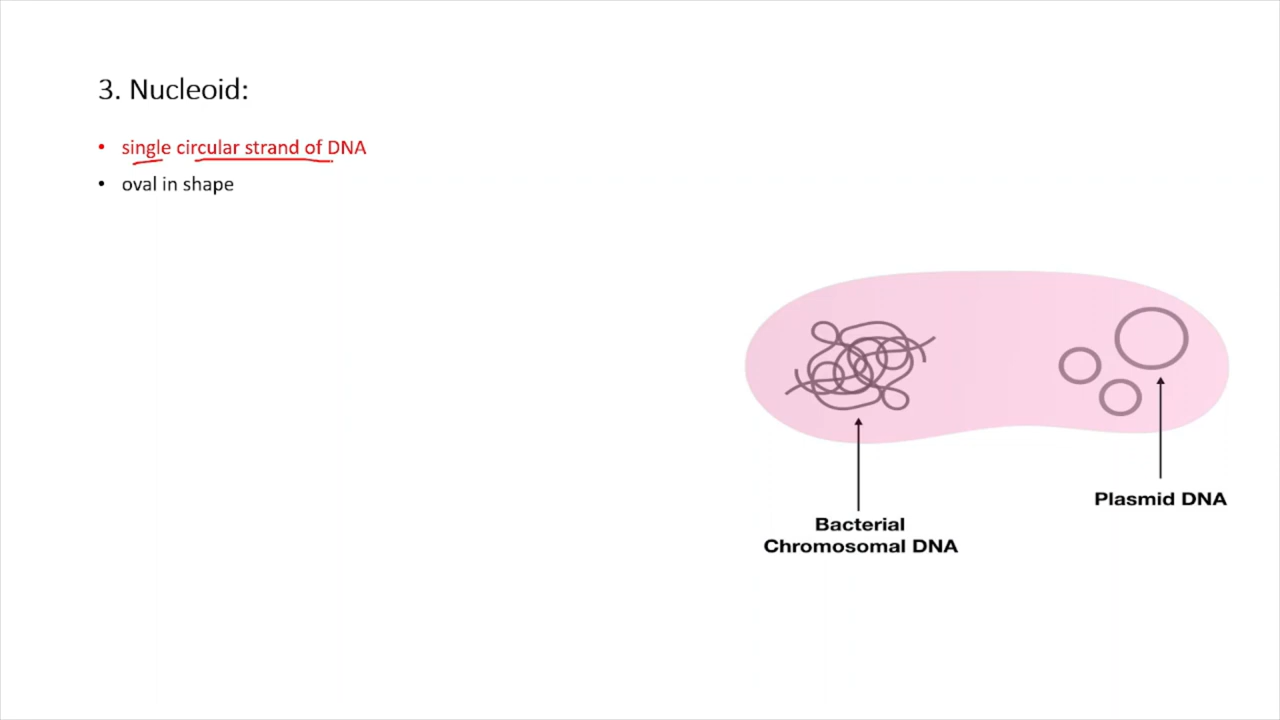 3. Nucleoid:
• single circular strand of DNA
• oval in shape
Plasmid DNA
Bacterial
Chromosomal DNA